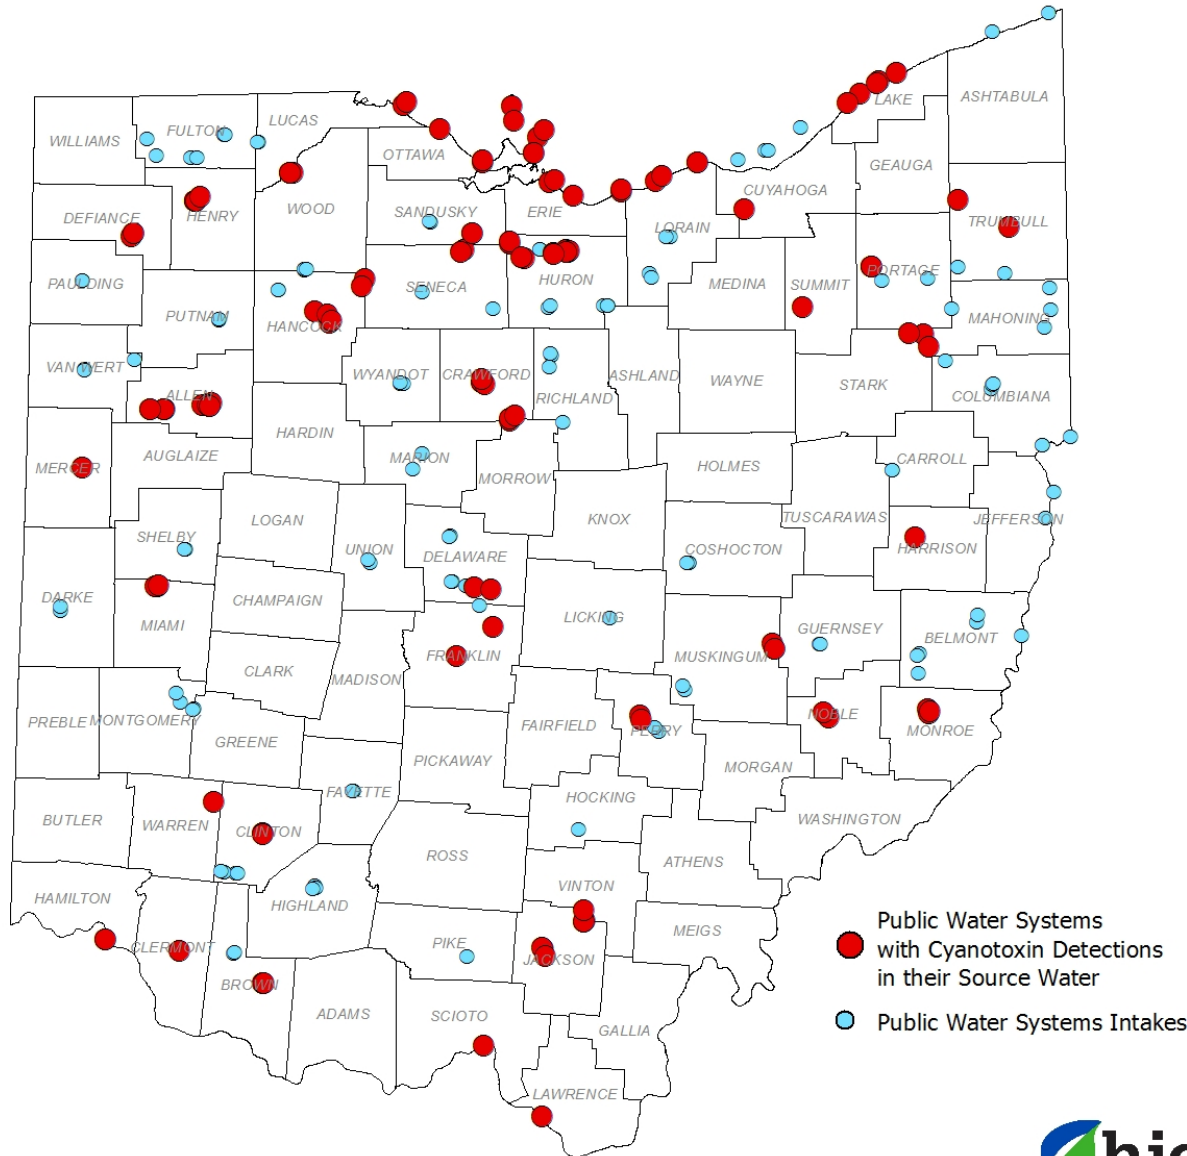 LAKE
ASHTABULA
LUCAS
FULTON
WILLIAMS
OTTAWA
GEAUGA
CUYAHOGA
WOOD
SANDUSKY
ERIE
HENRY
DEFIANCE
LORAIN
TRUMBULL
PORTAGE
PAULDING
SENECA
HURON
MEDINA
SUMMIT
PUTNAM
HANCOCK
MAHONING
VAN WERT
WYANDOT
CRAWFORD
ASHLAND
WAYNE
STARK
ALLEN
RICHLAND
COLUMBIANA
HARDIN
AUGLAIZE
MARION
CARROLL
MERCER
MORROW
HOLMES
LOGAN
KNOX
TUSCARAWAS
JEFFERSON
SHELBY
UNION
DELAWARE
COSHOCTON
HARRISON
DARKE
CHAMPAIGN
LICKING
MIAMI
GUERNSEY
BELMONT
FRANKLIN
MUSKINGUM
CLARK
MADISON
PREBLE
MONTGOMERY
FAIRFIELD
PERRY
NOBLE
MONROE
GREENE
PICKAWAY
MORGAN
FAYETTE
HOCKING
BUTLER
WARREN
CLINTON
WASHINGTON
ROSS
ATHENS
VINTON
HAMILTON
HIGHLAND
MEIGS
CLERMONT
PIKE
JACKSON
BROWN
ADAMS
SCIOTO
GALLIA
LAWRENCE
Public Water Systems
with Cyanotoxin Detections
in their Source Water
Public Water Systems Intakes